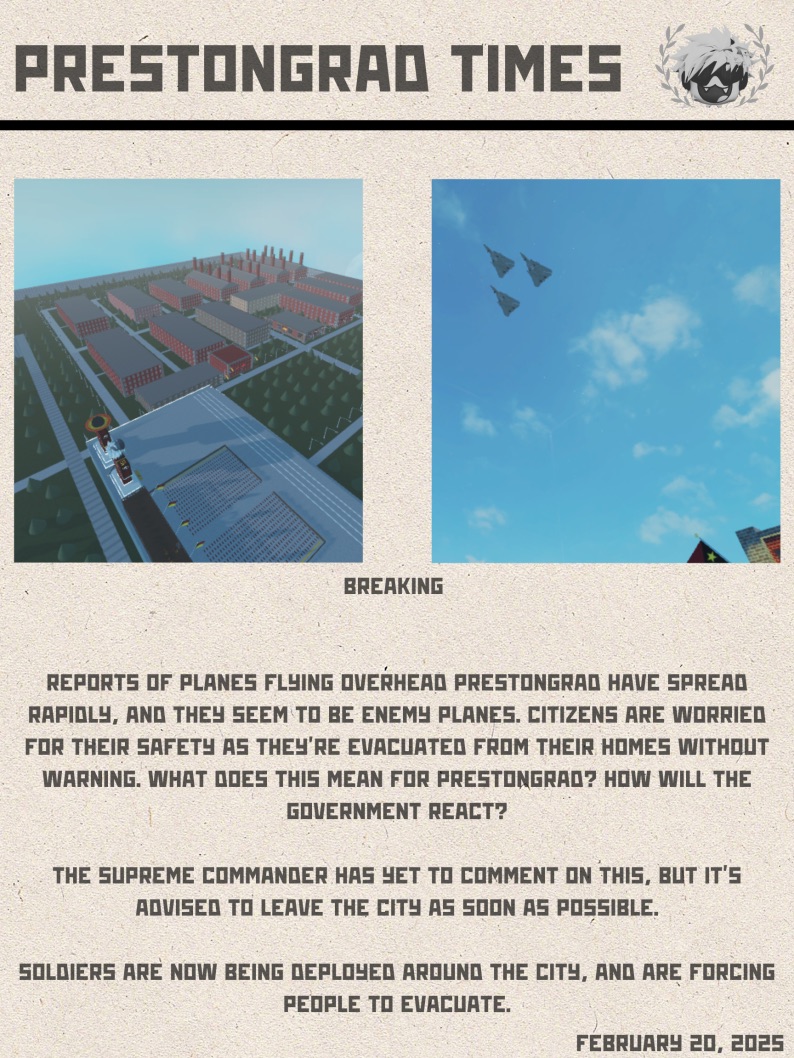 PRESTONGRAD TIMES
BREAKING
REPORTS OF PLANES FLYING OVERHEAD PRESTONGRAD HAVE SPREAD
RAPIDLY, AND THEY SEEM TO BE ENEMY PLANES. CITIZENS ARE WORRIED
FOR THEIR SAFETY AS THEY'RE EVACUATED FROM THEIR HOMES WITHOUT
WARNING. WHAT DOES THIS MEAN FOR PRESTONGRAD? HOW WILL THE
GOVERNMENT REACT?
THE SUPREME COMMANDER HAS YET TO COMMENT ON THIS, BUT IT'S
ADVISED TO LEAVE THE CITY AS SOON AS POSSIBLE.
SOLDIERS ARE NOW BEING DEPLOYED AROUND THE CITY, AND ARE FORCING
PEOPLE TO EVACUATE.
FEBRUARY 20, 2025